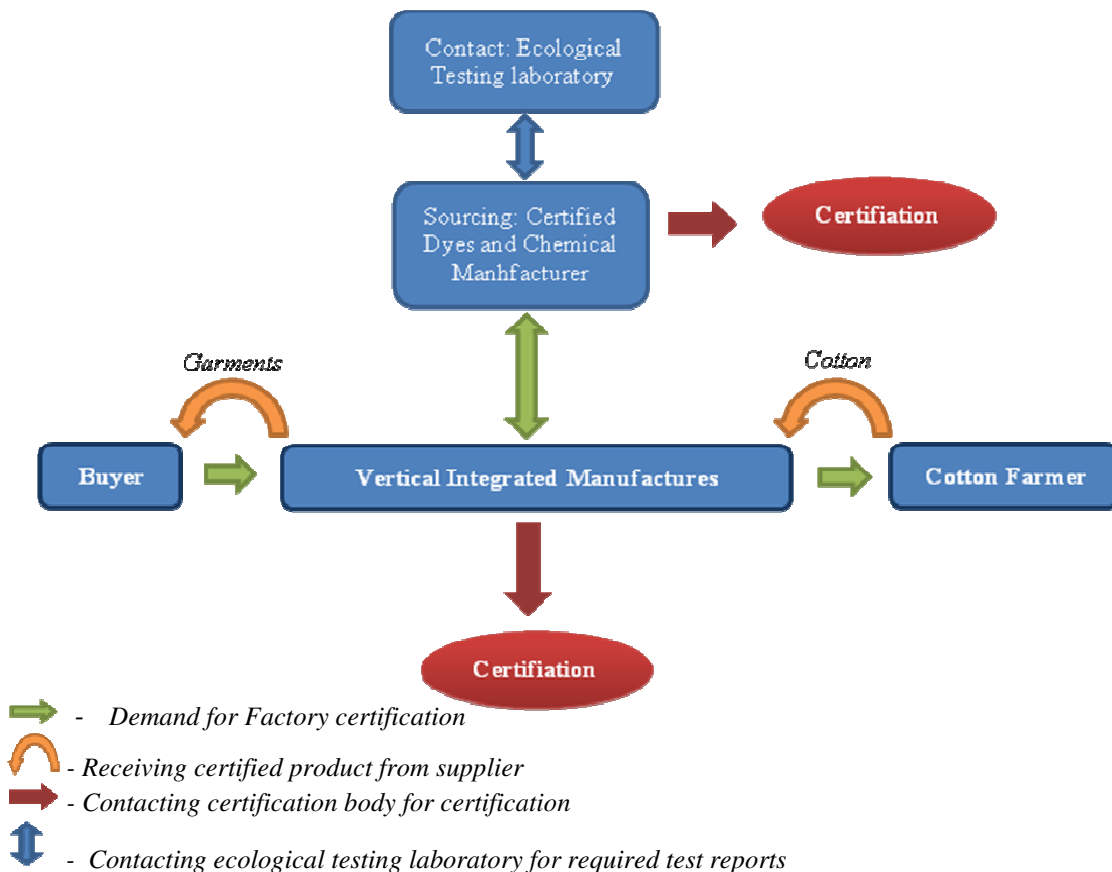 Contact: Ecological
Testing laboratory
Sourcing: Certified
Dyes and Chemical
Manhfacturer
Certifiation
Garments
Cotton
Buyer
Vertical Integrated Manufactures
Cotton Farmer
Certifiation
- Demand for Factory certification
- Receiving certified product from supplier
- Contacting certification body for certification
- Contacting ecological testing laboratory for required test reports